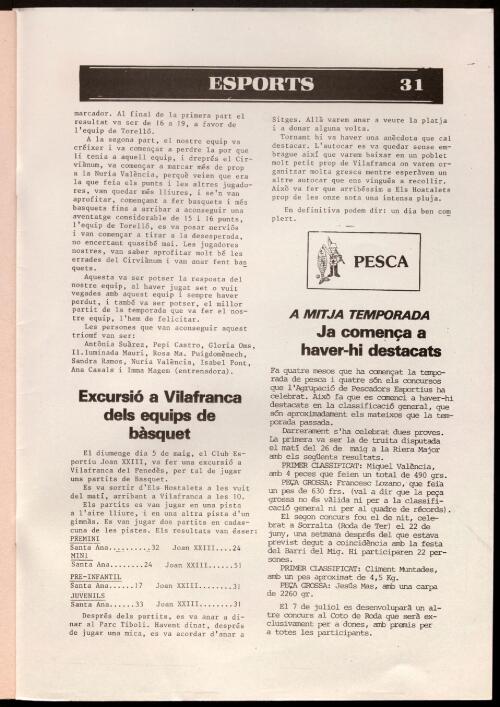 ESPORTS 31
marcador. Al final de la primera part el
resultat va ser de 16 a 19, a favor de
l'equip de Torelló.
A la segona part, el nostre equip va
créixer i va començar a perdre la por que
li tenia a aquell equip, i després el Cir-
viànum, va començar a marcar més de prop
a la Nuria València, perquè veien que era
la que feia els punts i les altres jugado-
res, van quedar més lliures, i se'n van
aprofitar, començant a fer basquets i més
basquets fins a arribar a aconseguir una
aventatge considerable de 15 i 16 punts,
l'equip de Torelló, es va posar nerviós
i van començar a tirar a la desesperada,
no encertant quasibé mai. Les jugadores
nostres, van saber aprofitar molt bé les
errades del Cirviànum i van anar fent bas
quets.
Aquesta va ser potser la resposta del
nostre equip, al haver jugat set o vuit
vegades amb aquest equip i sempre haver
perdut, i també va ser potser, el millor
partit de la temporada que va fer el nos-
tre equip, l'hem de felicitar.
Les persones que van aconseguir aquest
triomf van ser:
Antònia Suàrez, Pepi Castro, Gloria Oms,
Il.luminada Mauri, Rosa Ma. Puigdomènech,
Sandra Ramos, Nuria València, Isabel Pont,
Ana Casals i Imma Magem (entrenadora).
Excursió a Vilafranca
dels equips de
bàsquet
El diumenge dia 5 de maig, el Club Es-
portiu Joan XXIII, va fer una excursió a
Vilafranca del Penedès, per tal de jugar
uns partits de Basquet.
Es va sortir d'Els Hostalets a les vuit
del matí, arribant a Vilafranca a les 10.
Els partits es van jugar en una pista
a l'aire lliure, i en una altra pista d'un
gimnàs. Es van jugar dos partits en cadas-
cuna de les pistes. Els resultats van ésser:
PREMINI
Santa Ana.........32 Joan XXIII....24
MINI
Santa Ana........24 Joan XXIII......51
PRE-INFANTIL
Santa Ana......17 Joan XXIII........31
JUVENILS
Santa Ana......33 Joan XXIII........31
Després dels partits, es va anar a di-
nar al Parc Tíboli. Havent dinat, després
de jugar una mica, es va acordar d'anar a
Sitges. Allà varem anar a veure la platja
i a donar alguna volta.
Tornant hi va haver una anècdota que cal
destacar. L'autocar es va quedar sense em-
brague així que varem baixar en un poblet
molt petit prop de Vilafranca on varem or-
ganitzar molta gresca mentre esperàvem un
altre autocar que ens vingués a recollir.
Això va fer que arribéssim a Els Hostalets
prop de les onze sota una intensa pluja.
En definitiva podem dir: un dia ben com
plert.
PESCA
A MITJA TEMPORADA
Ja comença a
haver-hi destacats
Fa quatre mesos que ha començat la tempo-
rada de pesca i quatre són els concursos
que l'Agrupació de Pescadors Esportius ha
celebrat. Això fa que es comenci a haver-hi
destacats en la classificació general, que
són aproximadament els mateixos que la tem-
porada passada.
Darrerament s'ha celebrat dues proves.
La primera va ser la de truita disputada
el matí del 26 de maig a la Riera Major
amb els següents resultats.
PRIMER CLASSIFICAT: Miquel València,
amb 4 peces que feien un total de 490 grs.
PEÇA GROSSA: Francesc Lozano, que feia
un pes de 630 frs. (val a dir que la peça
grossa no és vàlida ni per a la classifi-
cació general ni per al quadre de récords).
El segon concurs fou el de nit, cele-
brat a Sorralta (Roda de Ter) el 22 de
juny, una setmana després del que estava
previst degut a coincidència amb la festa
del Barri del Mig. Hi participaren 22 per-
sones.
PRIMER CLASSIFICAT: Climent Muntades,
amb un pes aproximat de 4,5 Kg.
PEÇA GROSSA: Jesús Mas, amb una carpa
de 2260 gr.
El 7 de juliol es desenvoluparà un al-
tre concurs al Coto de Roda que serà ex-
clusivament per a dones, amb premis per
a totes les participants.